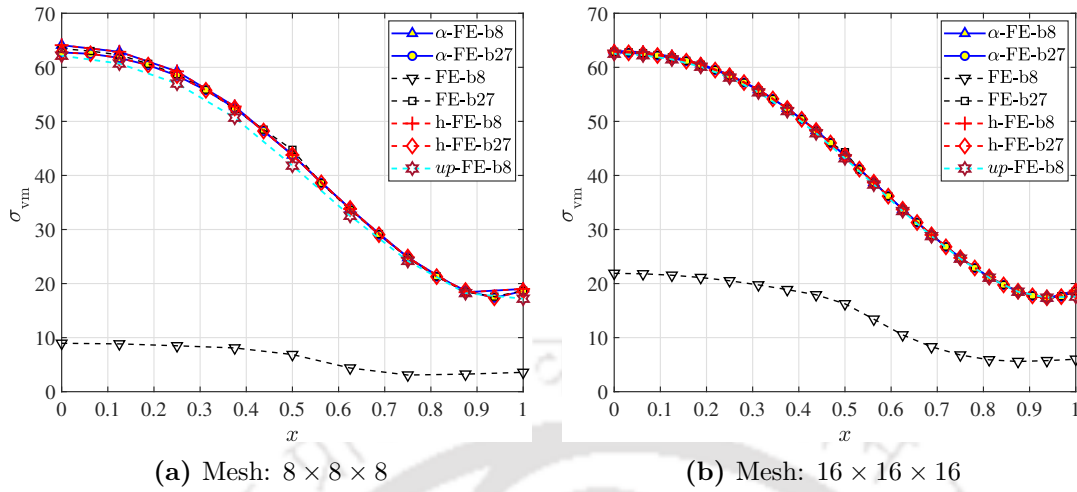 70
60
50
40
30
20
10
0
σvm
0 0.1 0.2 0.3 0.4 0.5 0.6 0.7 0.8 0.9 1
x
α-FE-b8
α-FE-b27
FE-b8
FE-b27
h-FE-b8
h-FE-b27
up-FE-b8
(a) Mesh: 8 × 8 × 8
70
60
50
40
30
20
10
0
σvm
0 0.1 0.2 0.3 0.4 0.5 0.6 0.7 0.8 0.9 1
x
α-FE-b8
α-FE-b27
FE-b8
FE-b27
h-FE-b8
h-FE-b27
up-FE-b8
(b) Mesh: 16 × 16 × 16